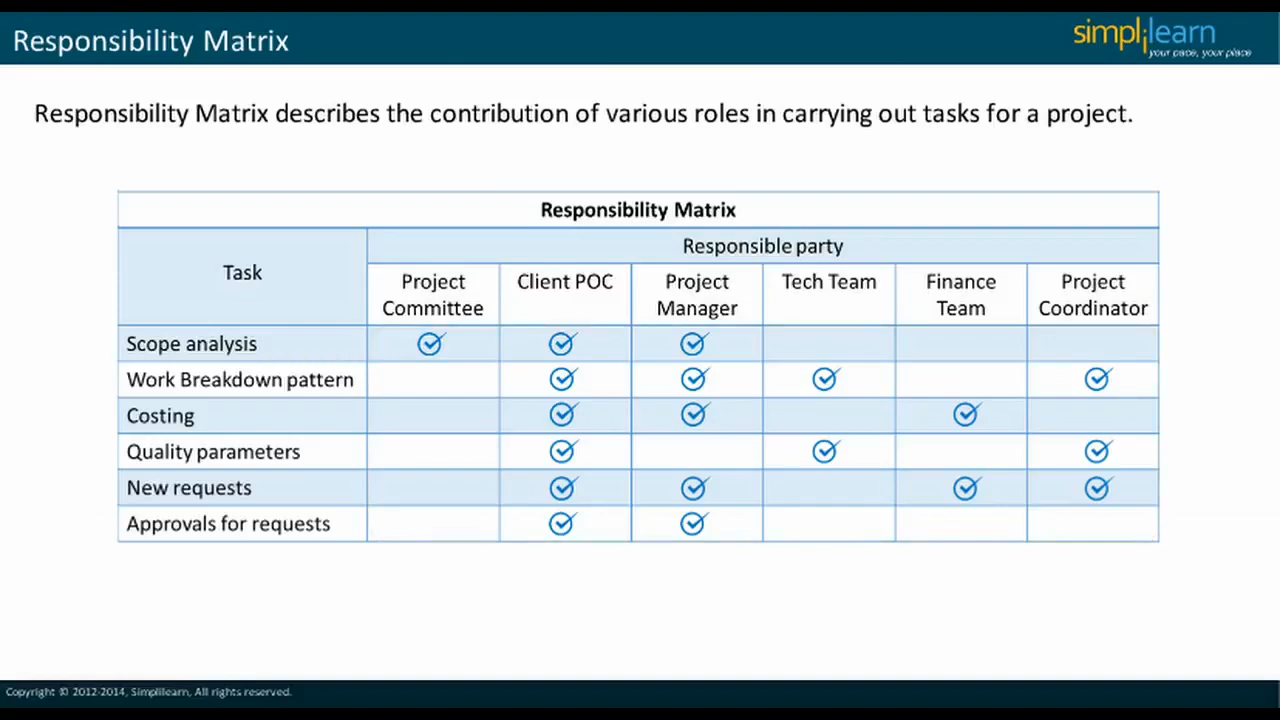 Responsibility Matrix
simplilearn
your pace, your place
Responsibility Matrix describes the contribution of various roles in carrying out tasks for a project.
Responsibility Matrix
Task
Responsible party
Project Committee
Client POC
Project Manager
Tech Team
Finance Team
Project Coordinator
Scope analysis
Work Breakdown pattern
Costing
Quality parameters
New requests
Approvals for requests
Copyright © 2012-2014, Simplilearn, All rights reserved.